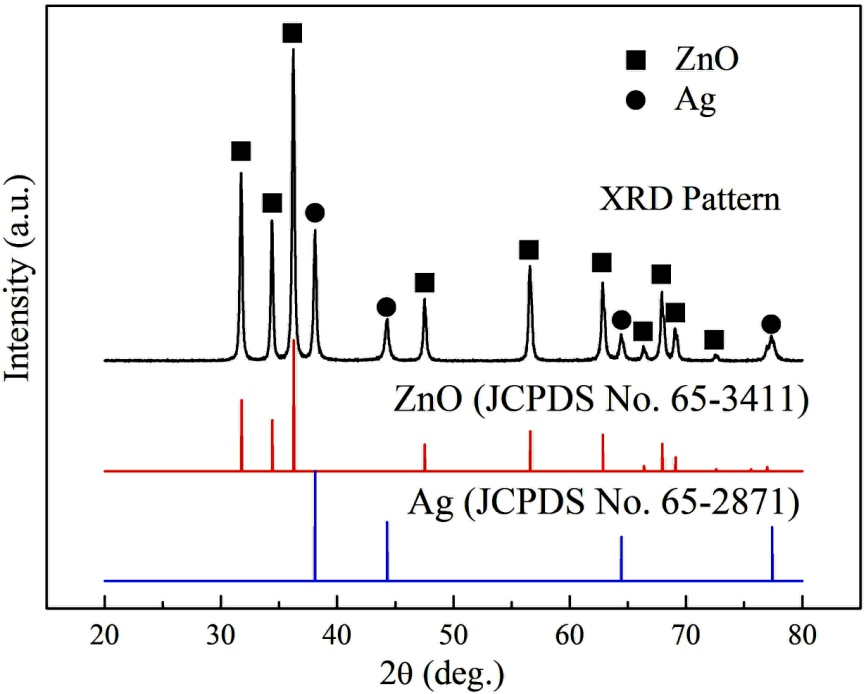 ZnO
Ag
XRD Pattern
Intensity (a.u.)
ZnO (JCPDS No. 65-3411)
Ag (JCPDS No. 65-2871)
20 30 40 50 60 70 80
2θ (deg.)